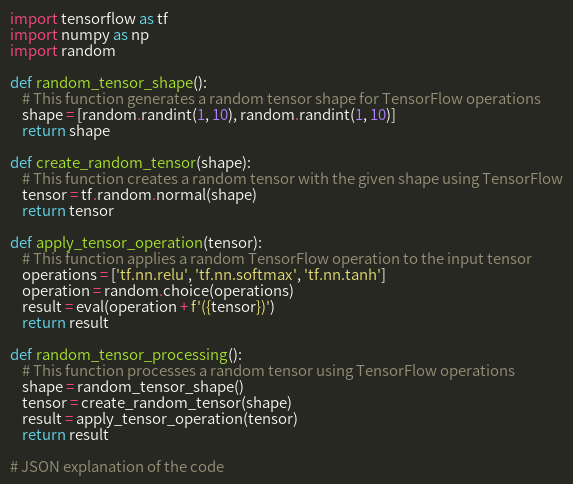 import tensorflow as tf
import numpy as np
import random

def random_tensor_shape():
    # This function generates a random tensor shape for TensorFlow operations
    shape = [random.randint(1, 10), random.randint(1, 10)]
    return shape

def create_random_tensor(shape):
    # This function creates a random tensor with the given shape using TensorFlow
    tensor = tf.random.normal(shape)
    return tensor

def apply_tensor_operation(tensor):
    # This function applies a random TensorFlow operation to the input tensor
    operations = ['tf.nn.relu', 'tf.nn.softmax', 'tf.nn.tanh']
    operation = random.choice(operations)
    result = eval(operation + f'({tensor})')
    return result

def random_tensor_processing():
    # This function processes a random tensor using TensorFlow operations
    shape = random_tensor_shape()
    tensor = create_random_tensor(shape)
    result = apply_tensor_operation(tensor)
    return result

# JSON explanation of the code